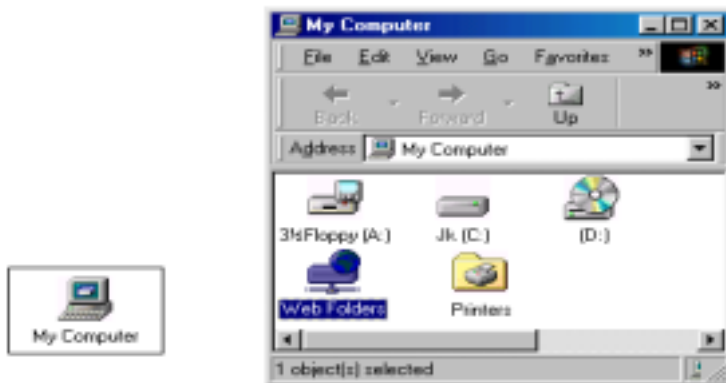 My Computer
File Edit View Go Favorites »
Back Forward Up »
Address My Computer
3½Floppy (A:) Jk (C:) (D:)
Web Folders Printers
1 object(s) selected
My Computer